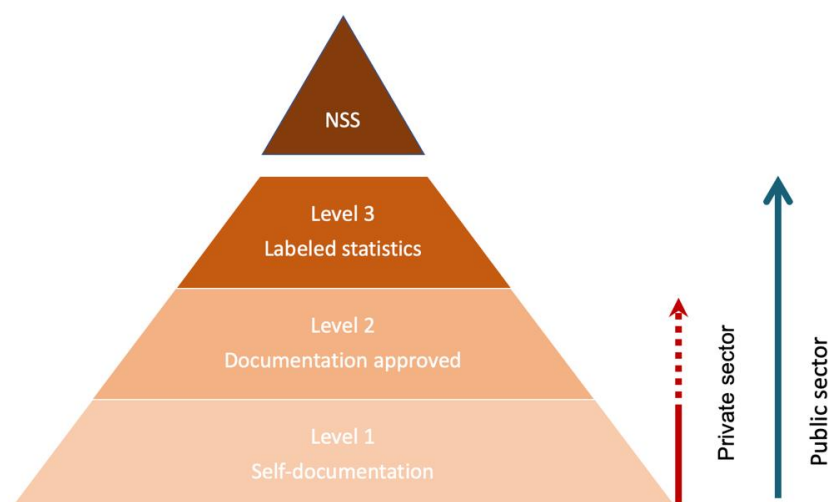 NSS
Level 3
Labeled statistics
Level 2
Documentation approved
Level 1
Self-documentation
Private sector
Public sector